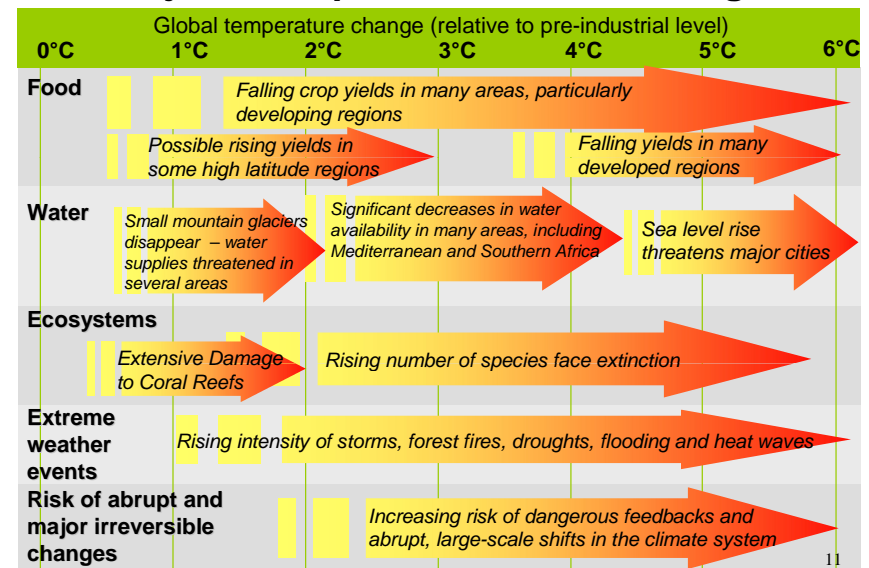 Global temperature change (relative to pre-industrial level)
0°C 1°C 2°C 3°C 4°C 5°C 6°C
Food
Falling crop yields in many areas, particularly
developing regions
Possible rising yields in
some high latitude regions
Falling yields in many
developed regions
Water
Small mountain glaciers
disappear – water
supplies threatened in
several areas
Significant decreases in water
availability in many areas, including
Mediterranean and Southern Africa
Sea level rise
threatens major cities
Ecosystems
Extensive Damage
to Coral Reefs
Rising number of species face extinction
Extreme
weather
events
Rising intensity of storms, forest fires, droughts, flooding and heat waves
Risk of abrupt and
major irreversible
changes
Increasing risk of dangerous feedbacks and
abrupt, large-scale shifts in the climate system
11